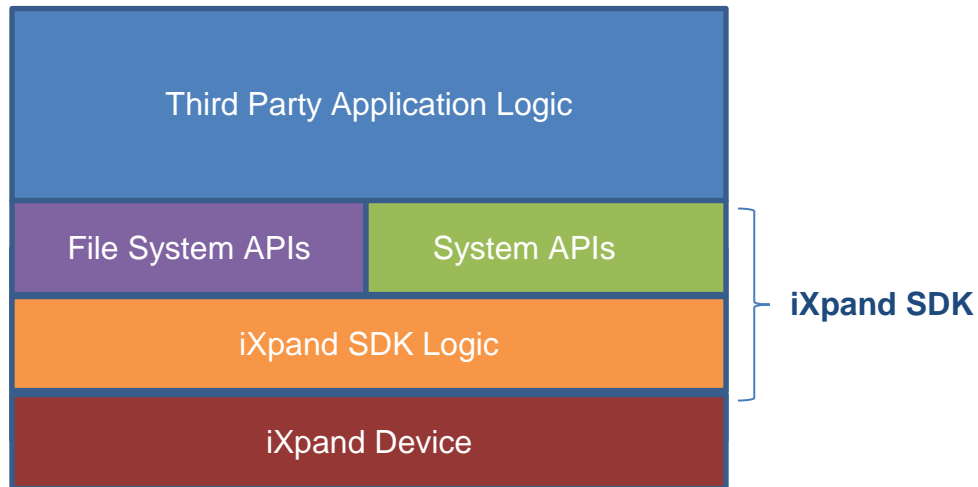 Third Party Application Logic
File System APIs
System APIs
iXpand SDK
iXpand SDK Logic
iXpand Device